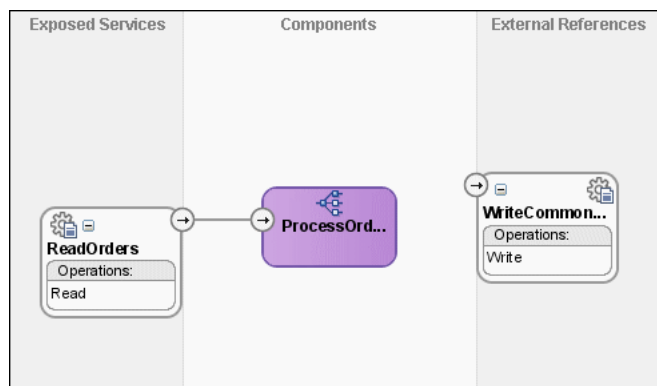 Exposed Services
Components
External References
ReadOrders
Operations:
Read
ProcessOrd...
WriteCommon...
Operations:
Write